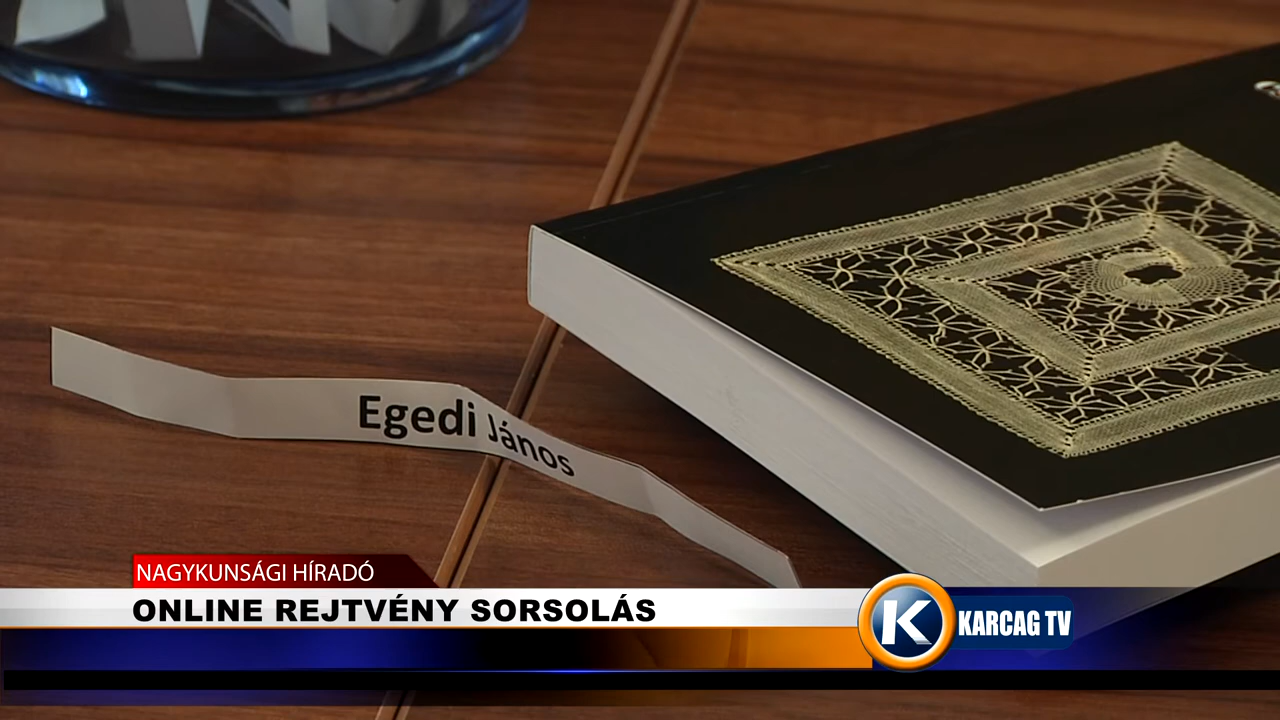 Egedi János
NAGYKUNSÁGI HÍRADÓ
ONLINE REJTVÉNY SORSOLÁS
K KARCAG TV